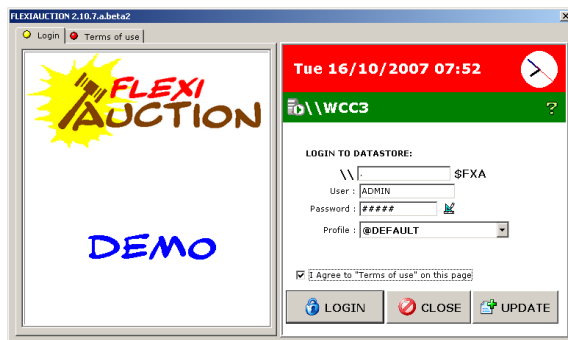 FLEXIAUCTION 2.10.7.a.beta2
Login
Terms of use
FLEXI
AUCTION
DEMO
Tue 16/10/2007 07:52
\\WCC3
?
LOGIN TO DATASTORE:
\\ . $FXA
User : ADMIN
Password : #####
Profile : @DEFAULT
I Agree to "Terms of use" on this page
LOGIN
CLOSE
UPDATE